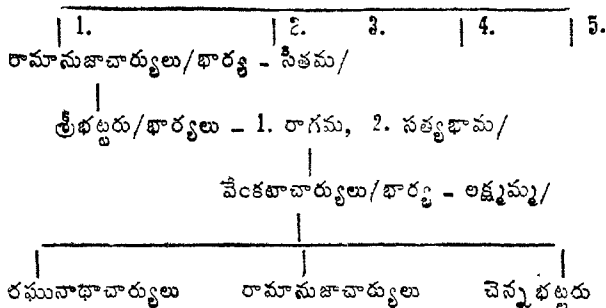 1. 2. 3. 4. 5.
రామానుజాచార్యులు/భార్య - సీతమ/
శ్రీభట్టరు/భార్యలు - 1. రాగమ, 2. సత్యభామ/
వేంకటాచార్యులు/భార్య - లక్ష్మమ్మ/
రఘునాథాచార్యులు రామానుజాచార్యులు చెన్న భట్టరు